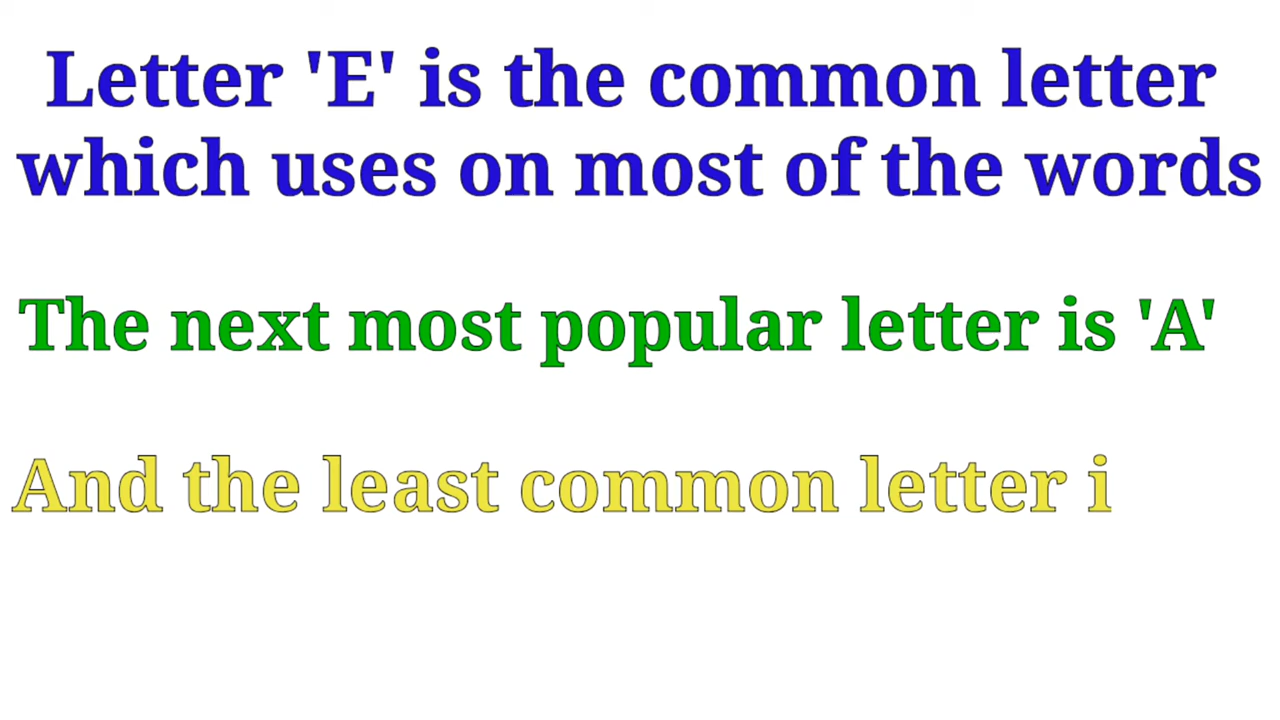 Letter 'E' is the common letter
which uses on most of the words
The next most popular letter is 'A'
And the least common letter i